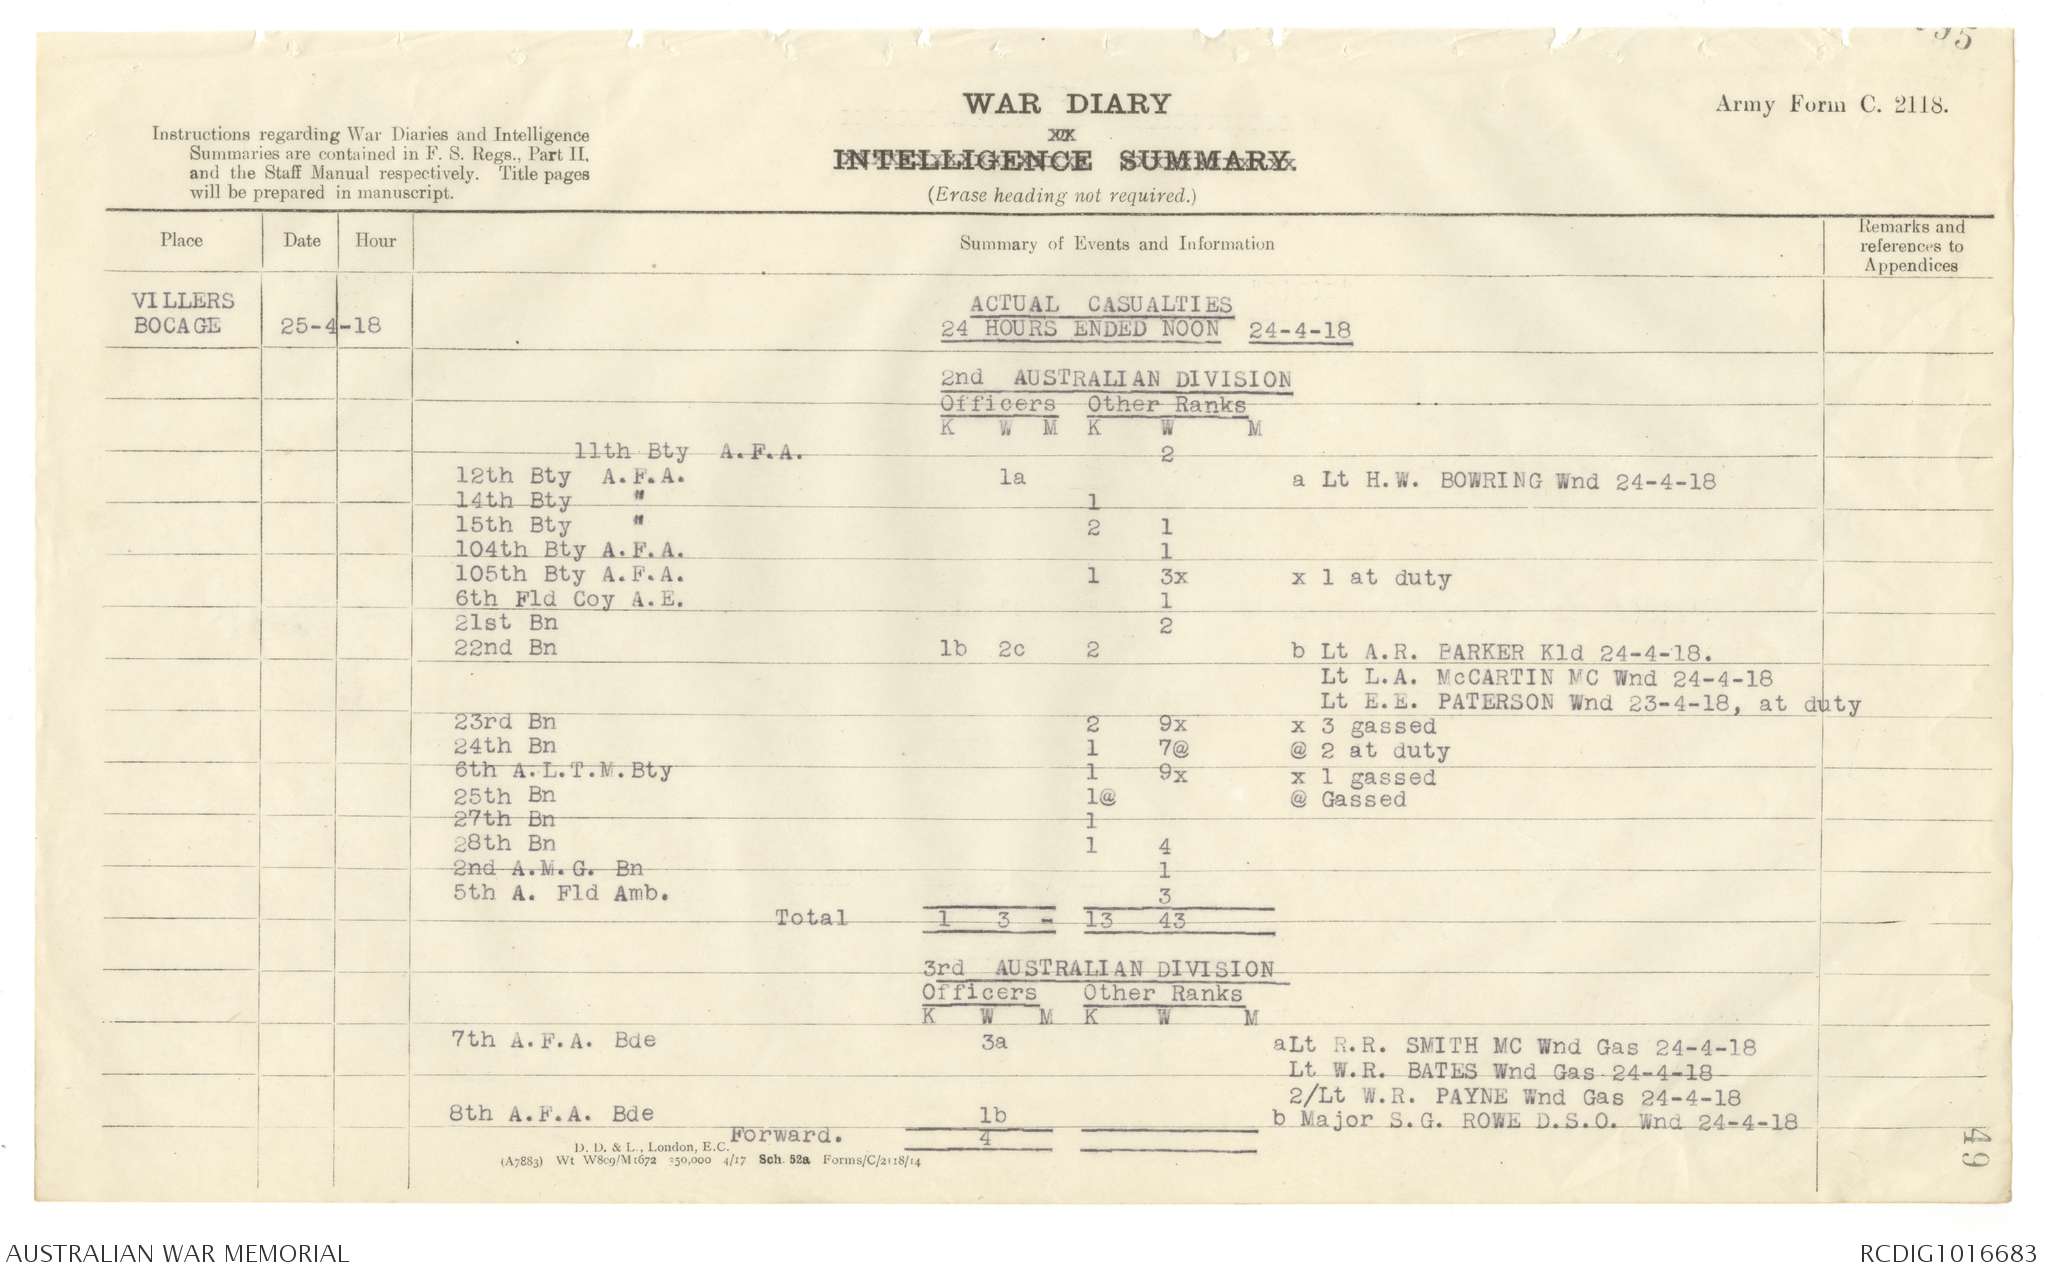 WAR DIARY
Army Form C. 2118.
INTELLIGENCE SUMMARY.
(Erase heading not required.)
Instructions regarding War Diaries and Intelligence
Summaries are contained in F. S. Regs., Part II,
and the Staff Manual respectively. Title pages
will be prepared in manuscript.
Place Date Hour Summary of Events and Information Remarks and
references to
Appendices
VILLERS
BOCAGE 25-4-18
ACTUAL CASUALTIES
24 HOURS ENDED NOON 24-4-18
2nd AUSTRALIAN DIVISION
Officers Other Ranks
K W M K W M
11th Bty A.F.A. 2
12th Bty A.F.A. 1a a Lt H.W. BOWRING Wnd 24-4-18
14th Bty " 1
15th Bty " 2 1
104th Bty A.F.A. 1
105th Bty A.F.A. 1 3x x 1 at duty
6th Fld Coy A.E. 1
21st Bn 2
22nd Bn 1b 2c 2 b Lt A.R. PARKER Kld 24-4-18.
Lt L.A. McCARTIN MC Wnd 24-4-18
Lt E.E. PATERSON Wnd 23-4-18, at duty
23rd Bn 2 9x x 3 gassed
24th Bn 1 7@ @ 2 at duty
6th A.L.T.M.Bty 1 9x x 1 gassed
25th Bn 1@ @ Gassed
27th Bn 1
28th Bn 1 4
2nd A.M.G. Bn 1
5th A. Fld Amb. 3
Total 1 3 - 13 43
3rd AUSTRALIAN DIVISION
Officers Other Ranks
K W M K W M
7th A.F.A. Bde 3a aLt R.R. SMITH MC Wnd Gas 24-4-18
Lt W.R. BATES Wnd Gas 24-4-18
2/Lt W.R. PAYNE Wnd Gas 24-4-18
8th A.F.A. Bde 1b b Major S.G. ROWE D.S.O. Wnd 24-4-18
Forward. 4
D. D. & L., London, E.C.
(A7883) Wt W809/M1672 350,000 4/17 Sch. 52a Forms/C/2118/14
49
AUSTRALIAN WAR MEMORIAL
RCDIG1016683